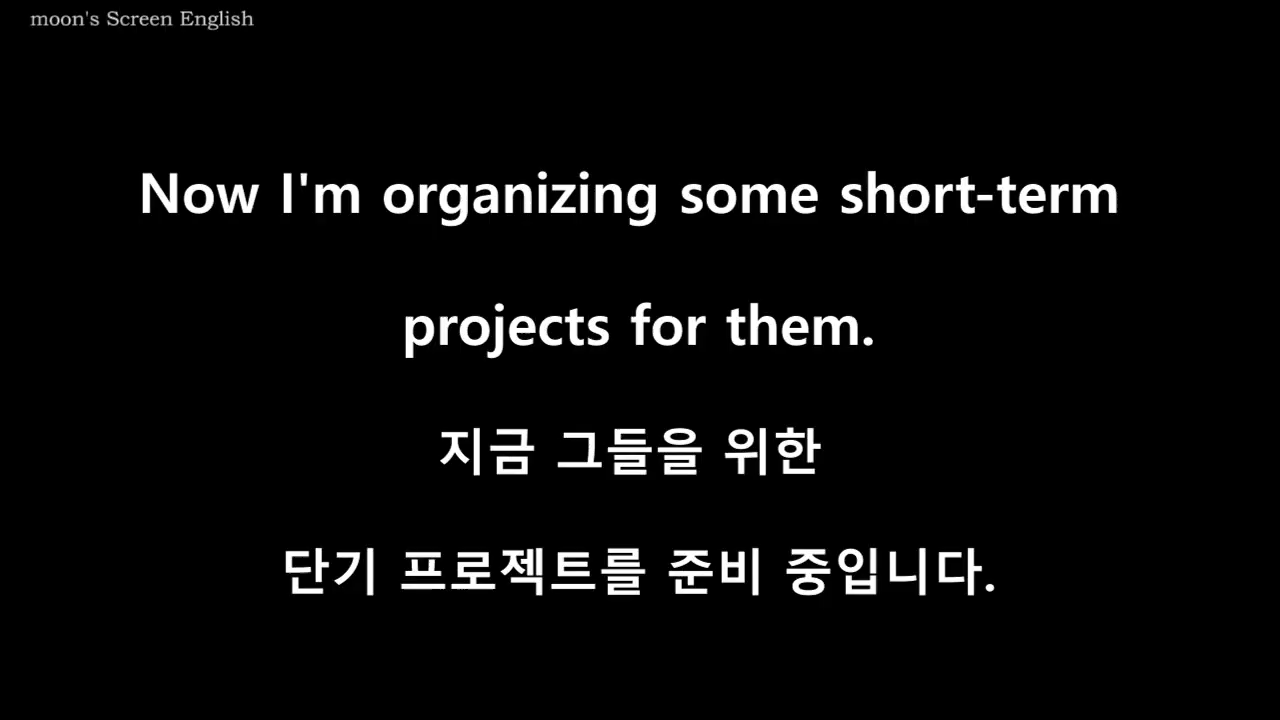 moon's Screen English
Now I'm organizing some short-term
projects for them.
지금 그들을 위한
단기 프로젝트를 준비 중입니다.